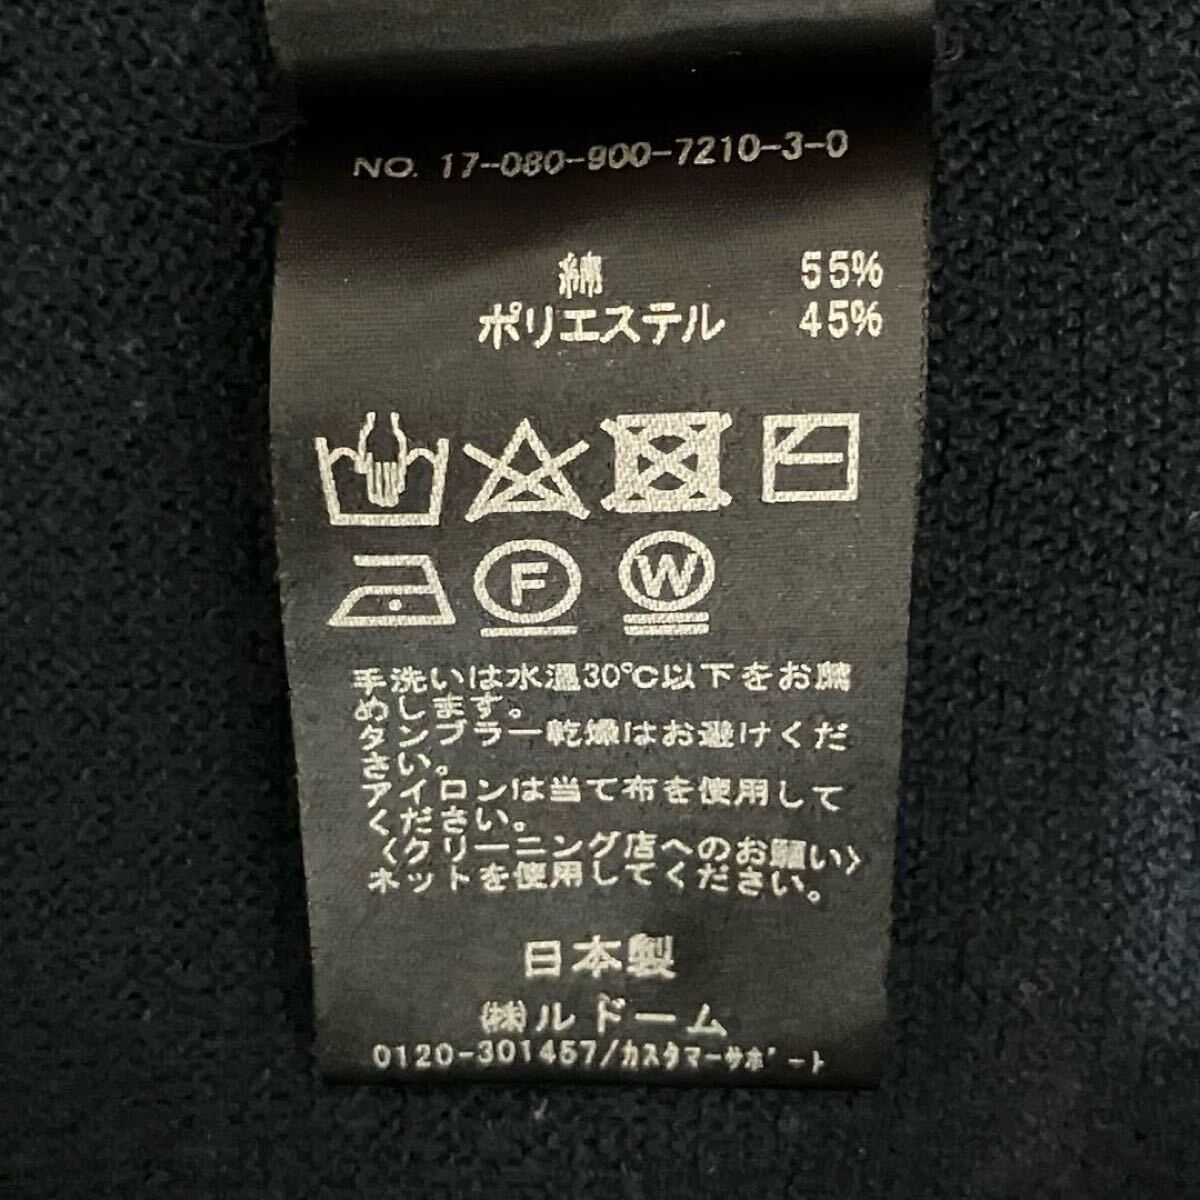 NO. 17-080-900-7210-3-0
綿 55%
ポリエステル 45%
F
W
手洗いは水温30℃以下をお薦
めします。
タンブラー乾燥はお避けくだ
さい。
アイロンは当て布を使用して
ください。
〈クリーニング店へのお願い〉
ネットを使用してください。
日本製
㈱ルドーム
0120-301457/カスタマーサポート